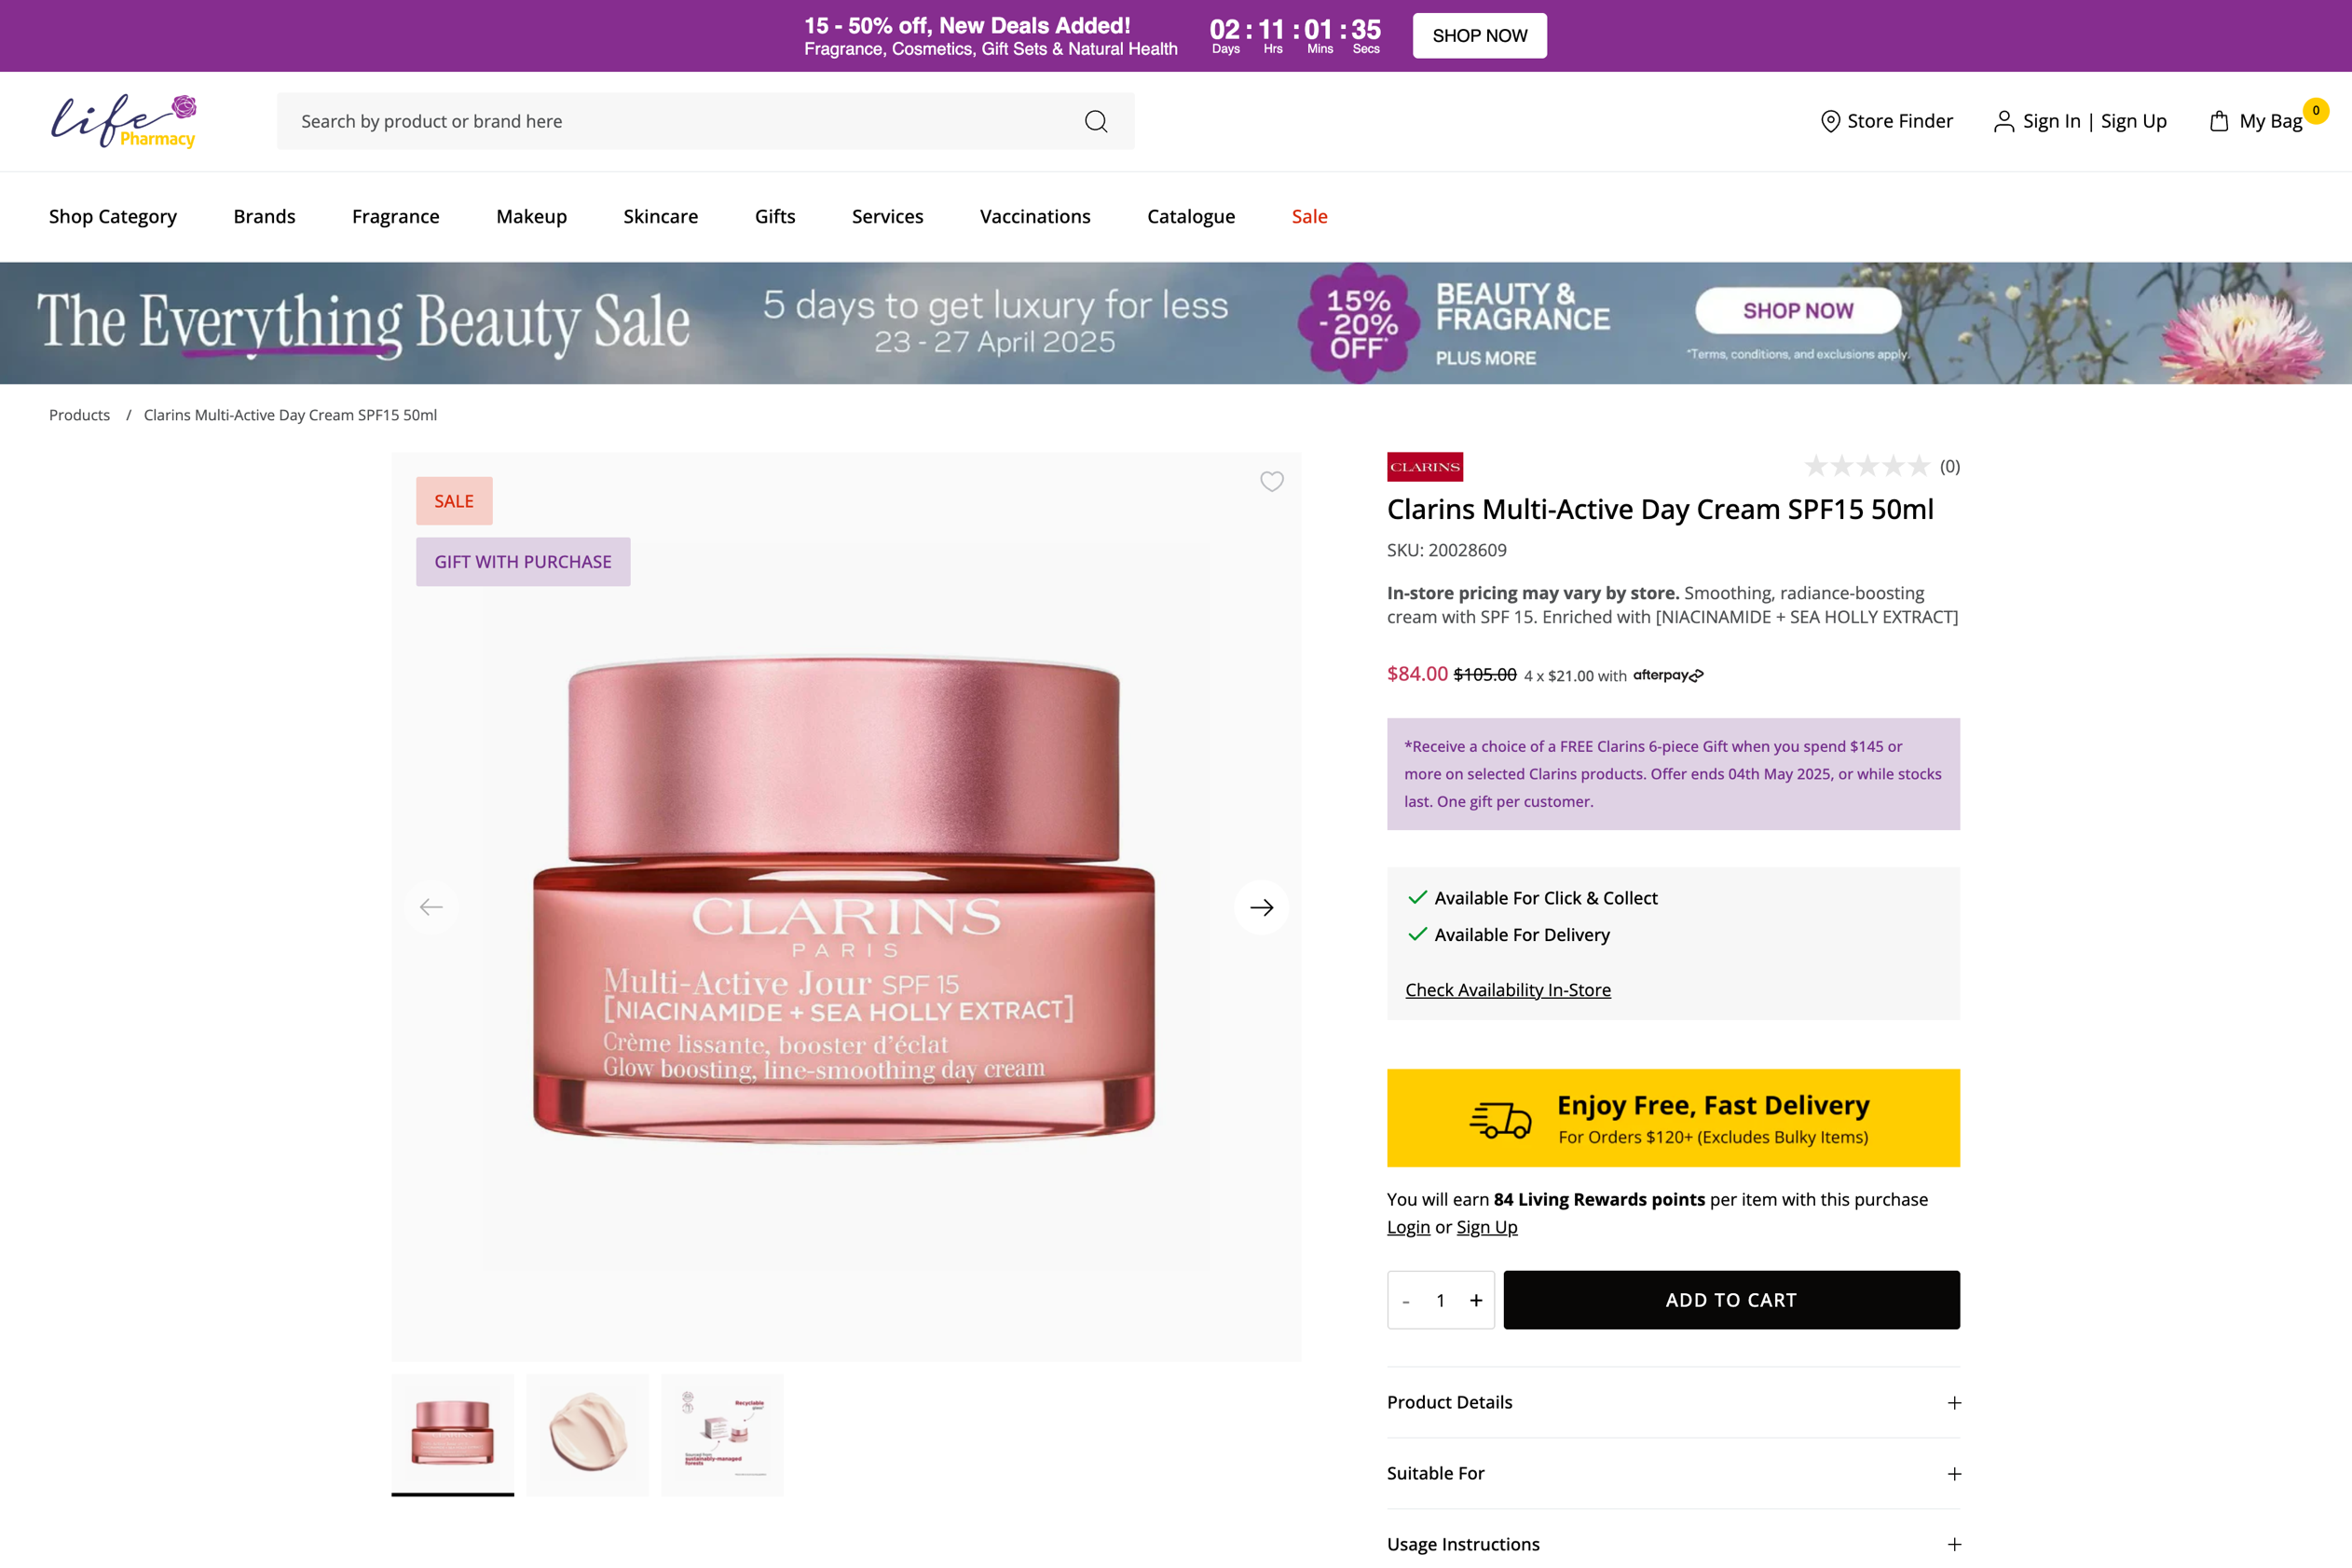 15 - 50% off, New Deals Added!
Fragrance, Cosmetics, Gift Sets & Natural Health
02 : 11 : 01 : 35
Days Hrs Mins Secs
SHOP NOW
life Pharmacy
Search by product or brand here
Store Finder
Sign In | Sign Up
My Bag
0
Shop Category
Brands
Fragrance
Makeup
Skincare
Gifts
Services
Vaccinations
Catalogue
Sale
The Everything Beauty Sale
5 days to get luxury for less
23 - 27 April 2025
15%
- 20%
OFF*
BEAUTY &
FRAGRANCE
PLUS MORE
SHOP NOW
*Terms, conditions, and exclusions apply.
Products / Clarins Multi-Active Day Cream SPF15 50ml
SALE
GIFT WITH PURCHASE
CLARINS
PARIS
Multi-Active Jour SPF 15
[NIACINAMIDE + SEA HOLLY EXTRACT]
Crème lissante, booster d'éclat
Glow boosting, line-smoothing day cream
Recyclable
sustainably-managed
forests
CLARINS
(0)
Clarins Multi-Active Day Cream SPF15 50ml
SKU: 20028609
In-store pricing may vary by store. Smoothing, radiance-boosting
cream with SPF 15. Enriched with [NIACINAMIDE + SEA HOLLY EXTRACT]
$84.00 $105.00 4 x $21.00 with afterpay
*Receive a choice of a FREE Clarins 6-piece Gift when you spend $145 or
more on selected Clarins products. Offer ends 04th May 2025, or while stocks
last. One gift per customer.
Available For Click & Collect
Available For Delivery
Check Availability In-Store
Enjoy Free, Fast Delivery
For Orders $120+ (Excludes Bulky Items)
You will earn 84 Living Rewards points per item with this purchase
Login or Sign Up
- 1 +
ADD TO CART
Product Details
Suitable For
Usage Instructions